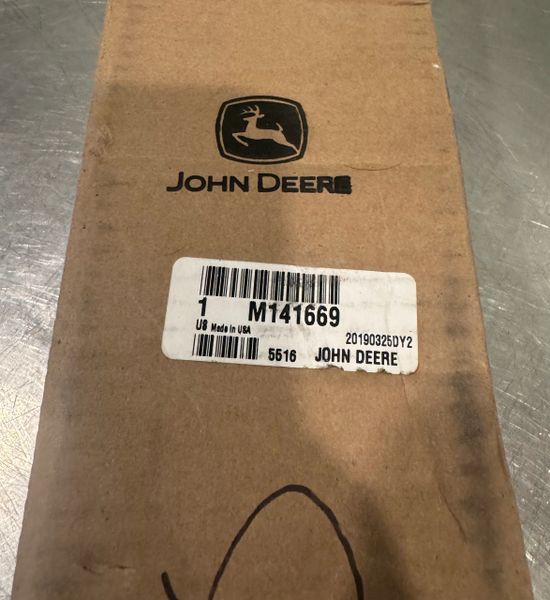 JOHN DEERE
1 M141669
US Made in USA
20190325DY2
5516 JOHN DEERE